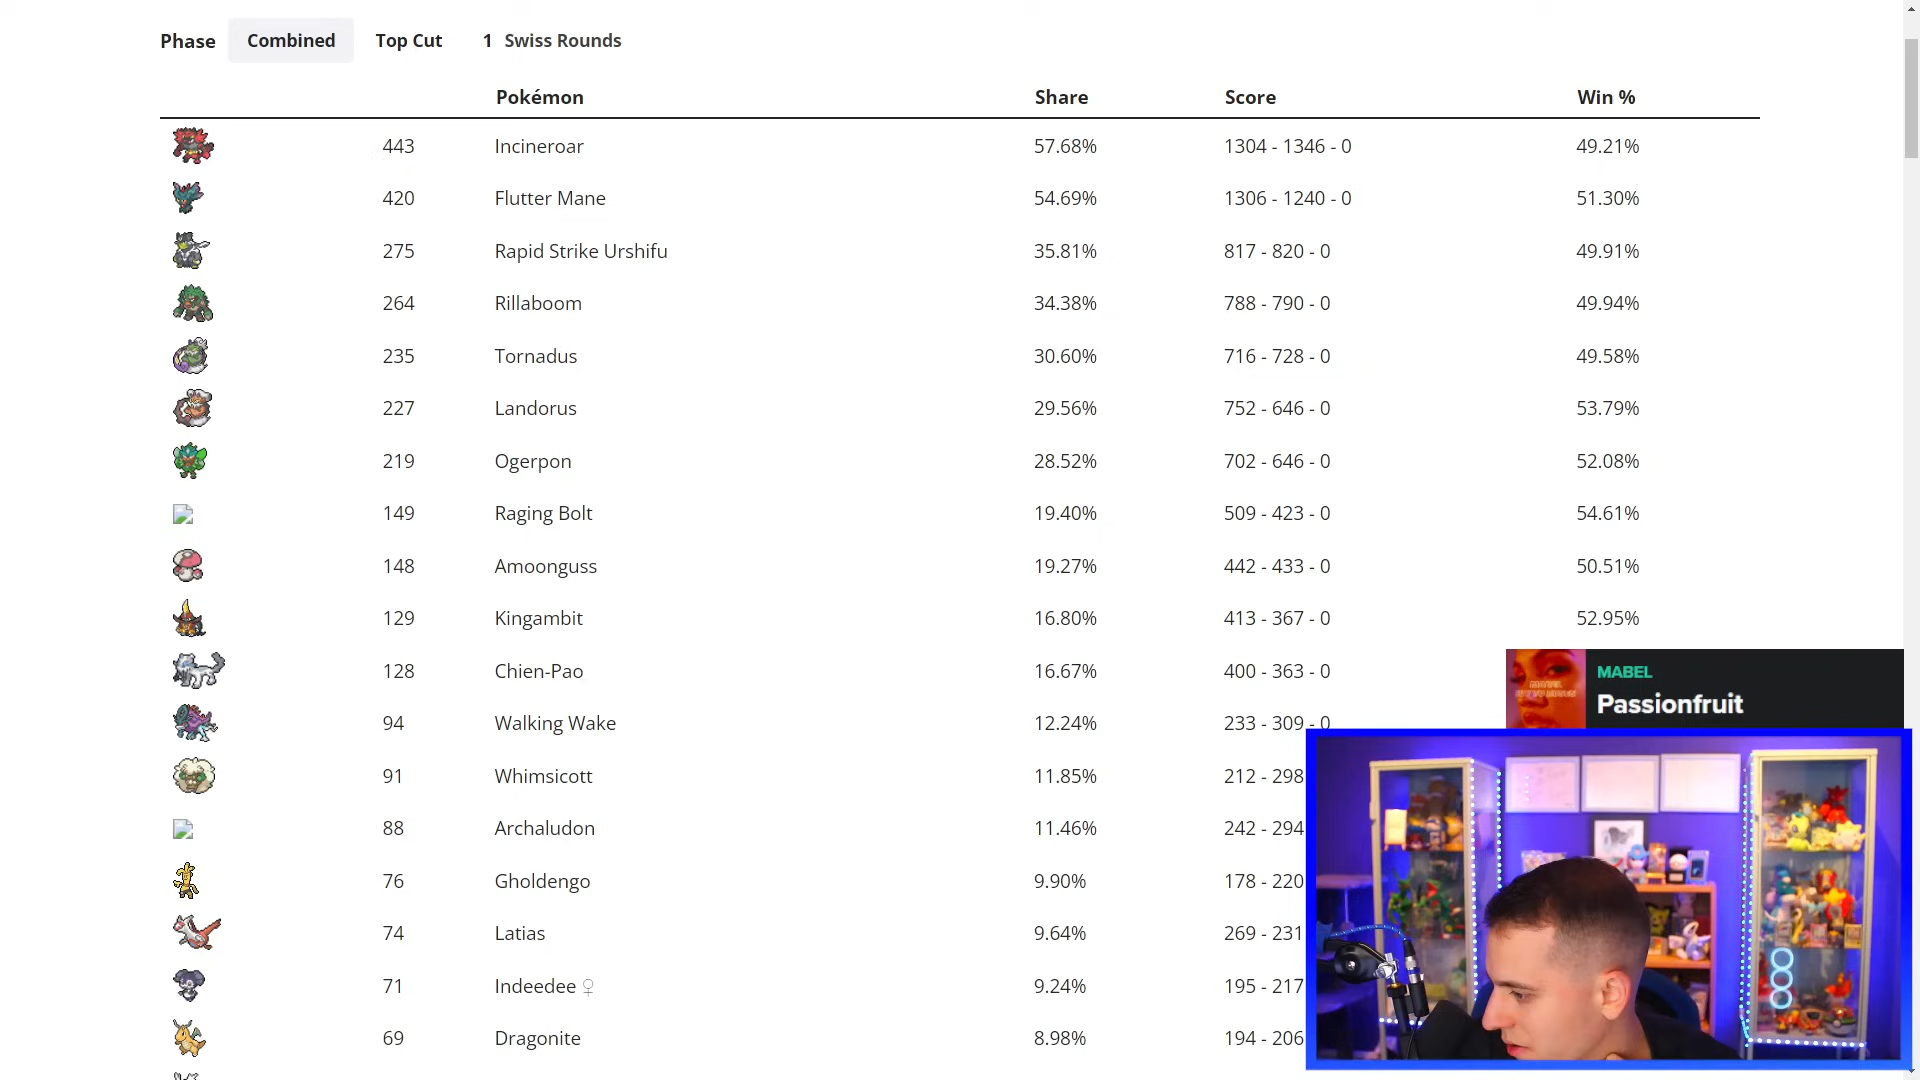 Phase Combined Top Cut 1 Swiss Rounds
Pokémon Share Score Win %
443 Incineroar 57.68% 1304 - 1346 - 0 49.21%
420 Flutter Mane 54.69% 1306 - 1240 - 0 51.30%
275 Rapid Strike Urshifu 35.81% 817 - 820 - 0 49.91%
264 Rillaboom 34.38% 788 - 790 - 0 49.94%
235 Tornadus 30.60% 716 - 728 - 0 49.58%
227 Landorus 29.56% 752 - 646 - 0 53.79%
219 Ogerpon 28.52% 702 - 646 - 0 52.08%
149 Raging Bolt 19.40% 509 - 423 - 0 54.61%
148 Amoonguss 19.27% 442 - 433 - 0 50.51%
129 Kingambit 16.80% 413 - 367 - 0 52.95%
128 Chien-Pao 16.67% 400 - 363 - 0
MABEL
Passionfruit
94 Walking Wake 12.24% 233 - 309 - 0
91 Whimsicott 11.85% 212 - 298
88 Archaludon 11.46% 242 - 294
76 Gholdengo 9.90% 178 - 220
74 Latias 9.64% 269 - 231
71 Indeedee ♀ 9.24% 195 - 217
69 Dragonite 8.98% 194 - 206